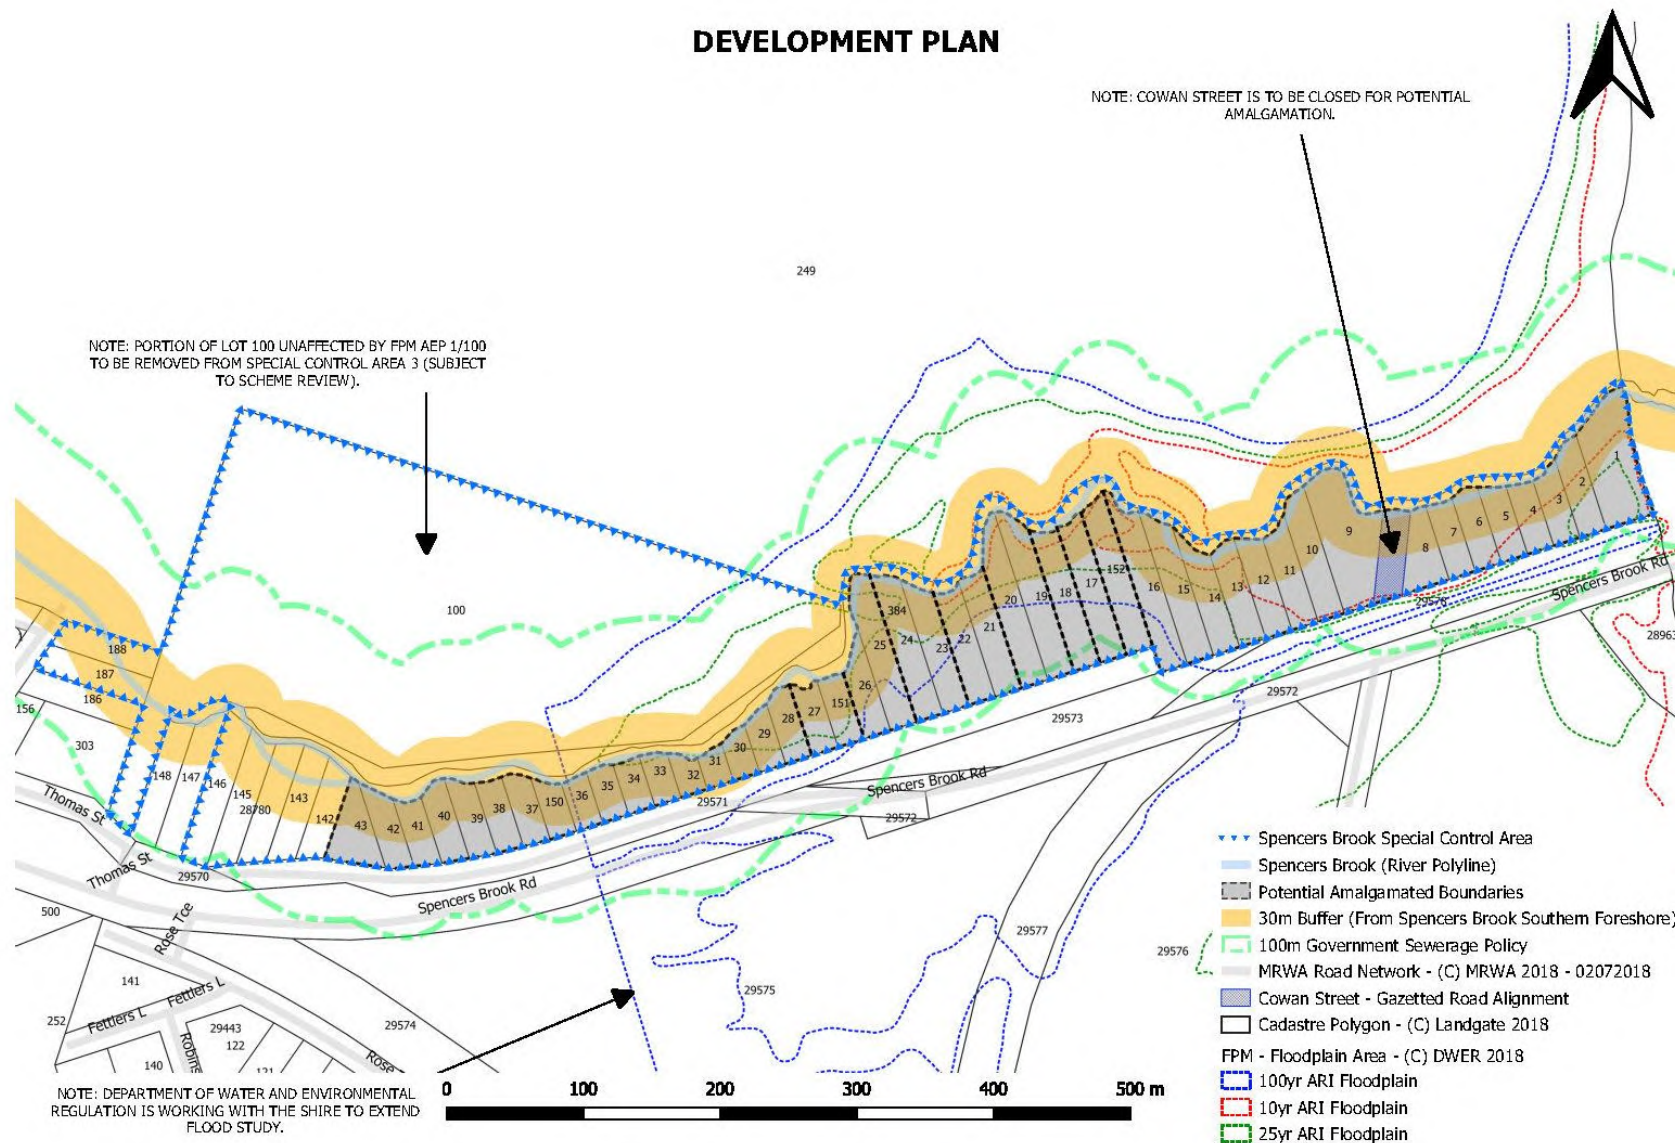 DEVELOPMENT PLAN
NOTE: COWAN STREET IS TO BE CLOSED FOR POTENTIAL
AMALGAMATION.
249
NOTE: PORTION OF LOT 100 UNAFFECTED BY FPM AEP 1/100
TO BE REMOVED FROM SPECIAL CONTROL AREA 3 (SUBJECT
TO SCHEME REVIEW).
100
188
187
186
156
303
148
147
146
145
28780
143
142
43
42
41
40
39
38
37
150
36
35
34
33
32
31
30
29
28
27
151
26
25
384
24
23
22
21
20
19
18
17
152
16
15
14
13
12
11
10
9
8
7
6
5
4
3
2
1
29578
Spencers Brook Rd
28963
29572
29573
29571
Spencers Brook Rd
29572
Thomas St
Thomas St
29570
Spencers Brook Rd
500
Rose Tce
141
Fettlers L
Fettlers L
252
29443
122
140
121
Robins
Rose
29574
29575
29577
29576
Spencers Brook Special Control Area
Spencers Brook (River Polyline)
Potential Amalgamated Boundaries
30m Buffer (From Spencers Brook Southern Foreshore)
100m Government Sewerage Policy
MRWA Road Network - (C) MRWA 2018 - 02072018
Cowan Street - Gazetted Road Alignment
Cadastre Polygon - (C) Landgate 2018
FPM - Floodplain Area - (C) DWER 2018
100yr ARI Floodplain
10yr ARI Floodplain
25yr ARI Floodplain
NOTE: DEPARTMENT OF WATER AND ENVIRONMENTAL
REGULATION IS WORKING WITH THE SHIRE TO EXTEND
FLOOD STUDY.
0 100 200 300 400 500 m